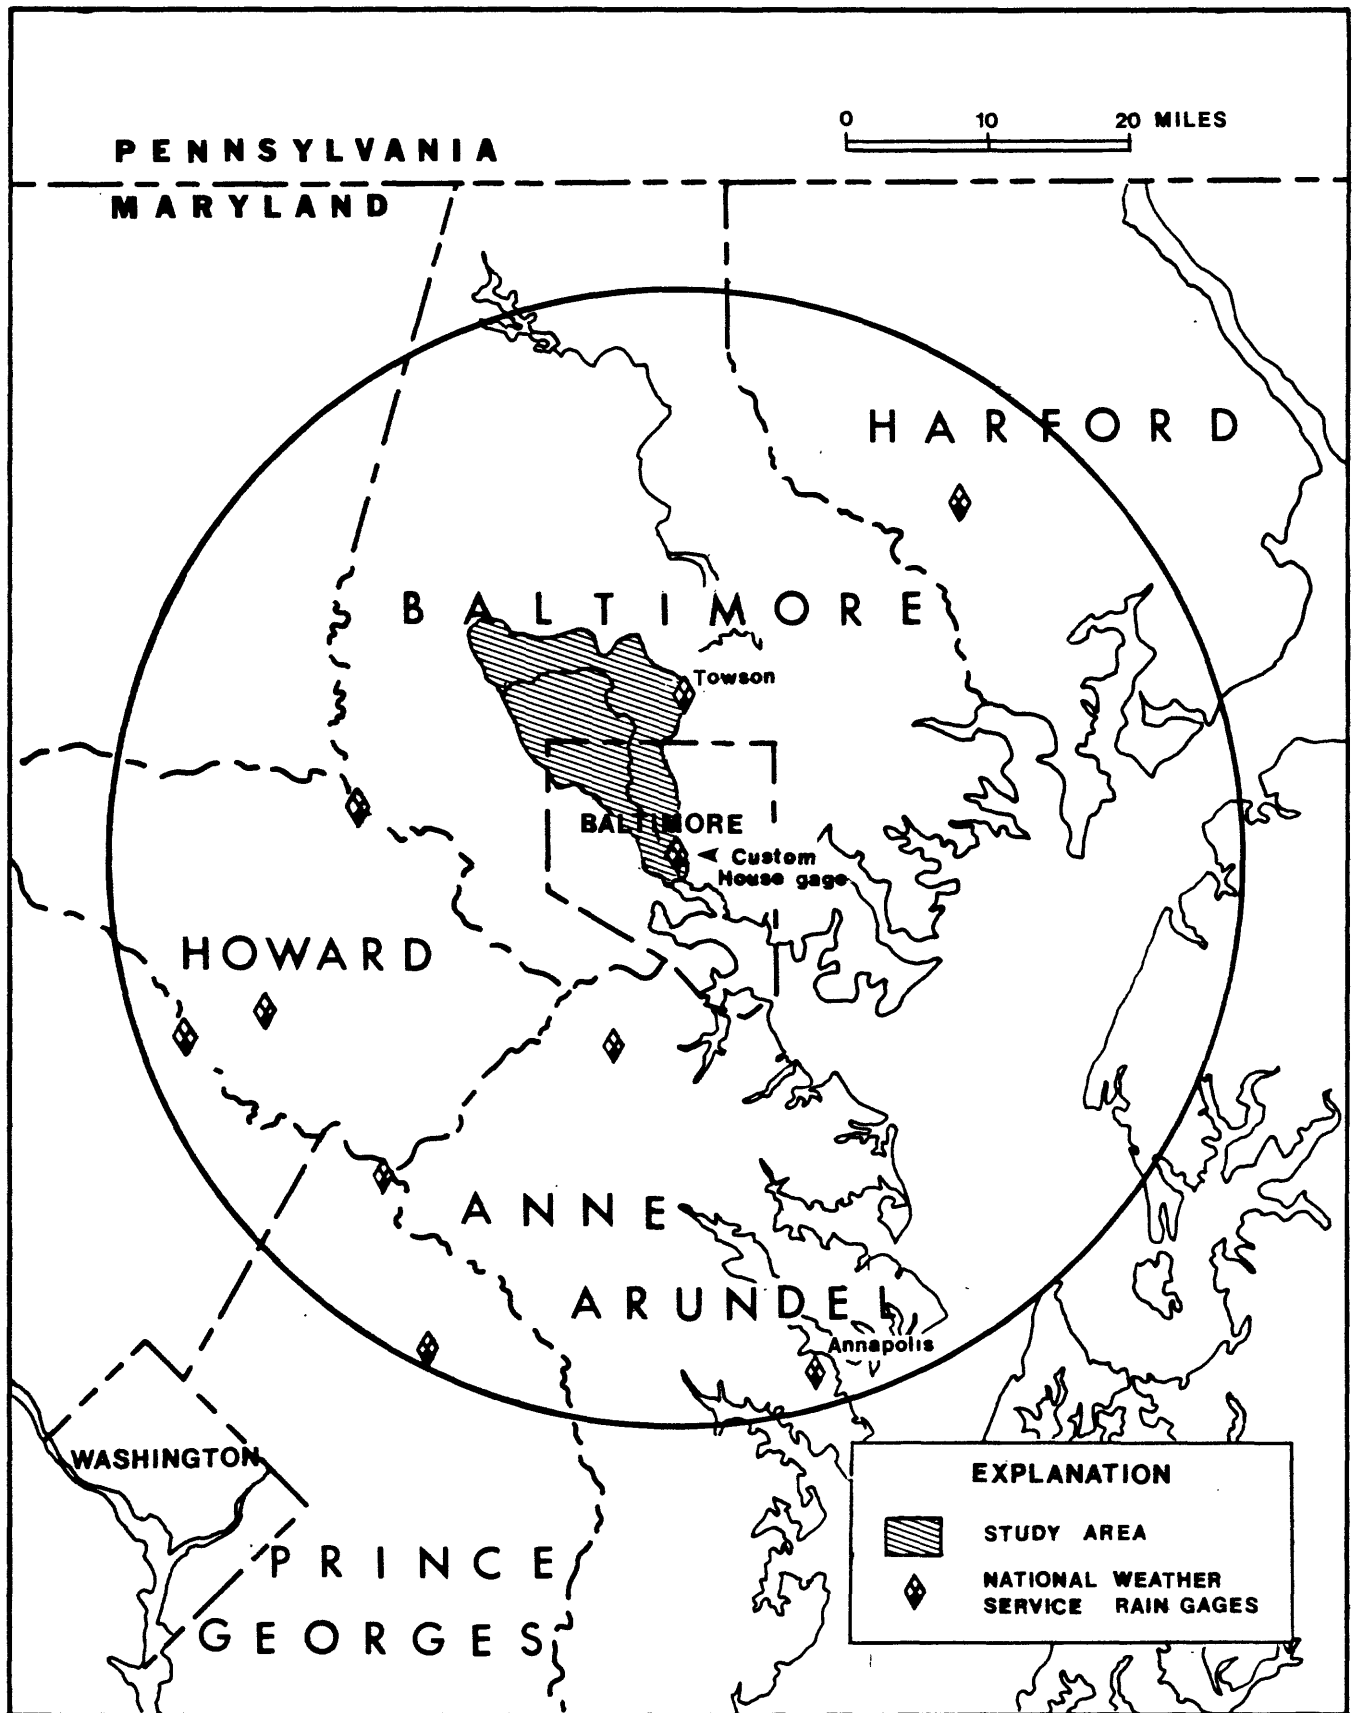 0 10 20 MILES
PENNSYLVANIA
MARYLAND
HARFORD
BALTIMORE
Towson
BALTIMORE
Custom
House gage
HOWARD
ANNE
ARUNDEL
Annapolis
WASHINGTON
PRINCE
GEORGES
EXPLANATION
STUDY AREA
NATIONAL WEATHER
SERVICE RAIN GAGES